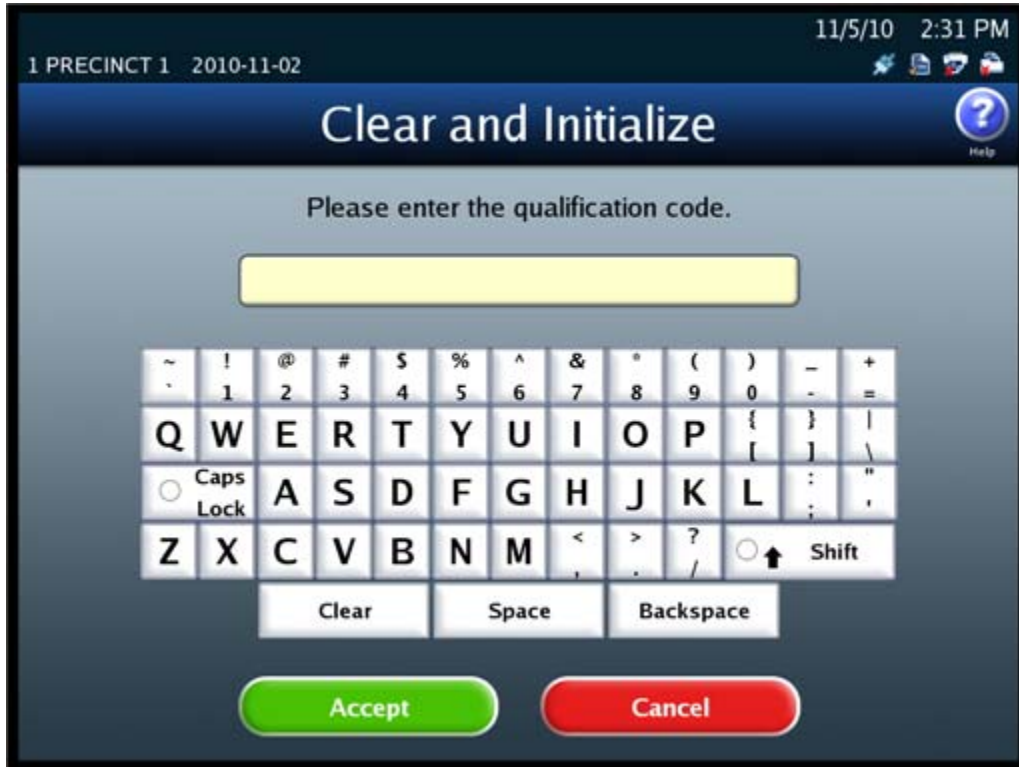 11/5/10 2:31 PM
1 PRECINCT 1 2010-11-02
Clear and Initialize
Help
Please enter the qualification code.
~ ! @ # $ % ^ & * ( ) _ +
` 1 2 3 4 5 6 7 8 9 0 - =
Q W E R T Y U I O P { [ } ] | \
Caps Lock A S D F G H J K L : ; " '
Z X C V B N M < , > . ? / Shift
Clear Space Backspace
Accept Cancel